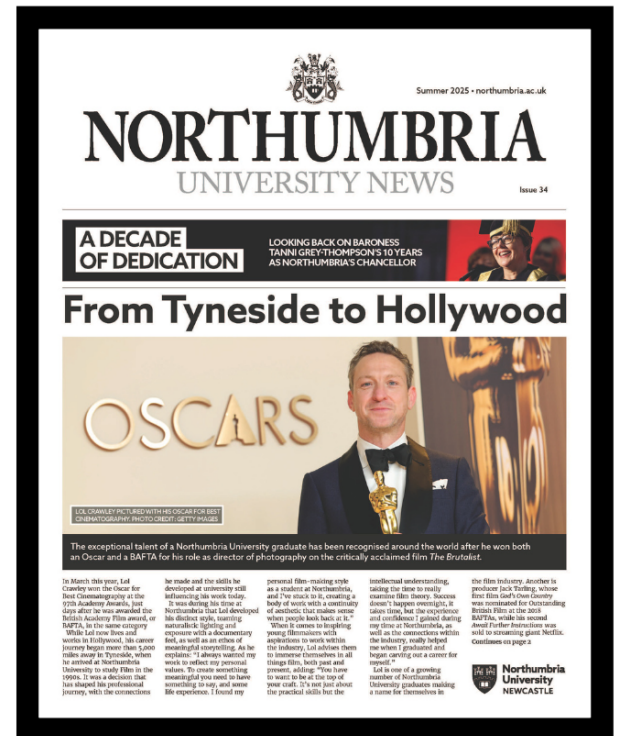 Summer 2025 • northumbria.ac.uk
NORTHUMBRIA
UNIVERSITY NEWS
Issue 34
A DECADE
OF DEDICATION
LOOKING BACK ON BARONESS
TANNI GREY-THOMPSON'S 10 YEARS
AS NORTHUMBRIA'S CHANCELLOR
From Tyneside to Hollywood
OSCARS
LOL CRAWLEY PICTURED WITH HIS OSCAR FOR BEST
CINEMATOGRAPHY. PHOTO CREDIT: GETTY IMAGES
The exceptional talent of a Northumbria University graduate has been recognised around the world after he won both
an Oscar and a BAFTA for his role as director of photography on the critically acclaimed film The Brutalist.
In March this year, Lol
Crawley won the Oscar for
Best Cinematography at the
97th Academy Awards, just
days after he was awarded the
British Academy Film award, or
BAFTA, in the same category
While Lol now lives and
works in Hollywood, his career
journey began more than 5,000
miles away in Tyneside, when
he arrived at Northumbria
University to study Film in the
1990s. It was a decision that
has shaped his professional
journey, with the connections
he made and the skills he
developed at university still
influencing his work today.
It was during his time at
Northumbria that Lol developed
his distinct style, teaming
naturalistic lighting and
exposure with a documentary
feel, as well as an ethos of
meaningful storytelling. As he
explains: "I always wanted my
work to reflect my personal
values. To create something
meaningful you need to have
something to say, and some
life experience. I found my
personal film-making style
as a student at Northumbria,
and I've stuck to it, creating a
body of work with a continuity
of aesthetic that makes sense
when people look back at it."
When it comes to inspiring
young filmmakers with
aspirations to work within
the industry, Lol advises them
to immerse themselves in all
things film, both past and
present, adding: "You have
to want to be at the top of
your craft. It's not just about
the practical skills but the
intellectual understanding,
taking the time to really
examine film theory. Success
doesn't happen overnight, it
takes time, but the experience
and confidence I gained during
my time at Northumbria, as
well as the connections within
the industry, really helped
me when I graduated and
began carving out a career for
myself."
Lol is one of a growing
number of Northumbria
University graduates making
a name for themselves in
the film industry. Another is
producer Jack Tarling, whose
first film God's Own Country
was nominated for Outstanding
British Film at the 2018
BAFTAs, while his second
Await Further Instructions was
sold to streaming giant Netflix.
Continues on page 2
Northumbria
University
NEWCASTLE